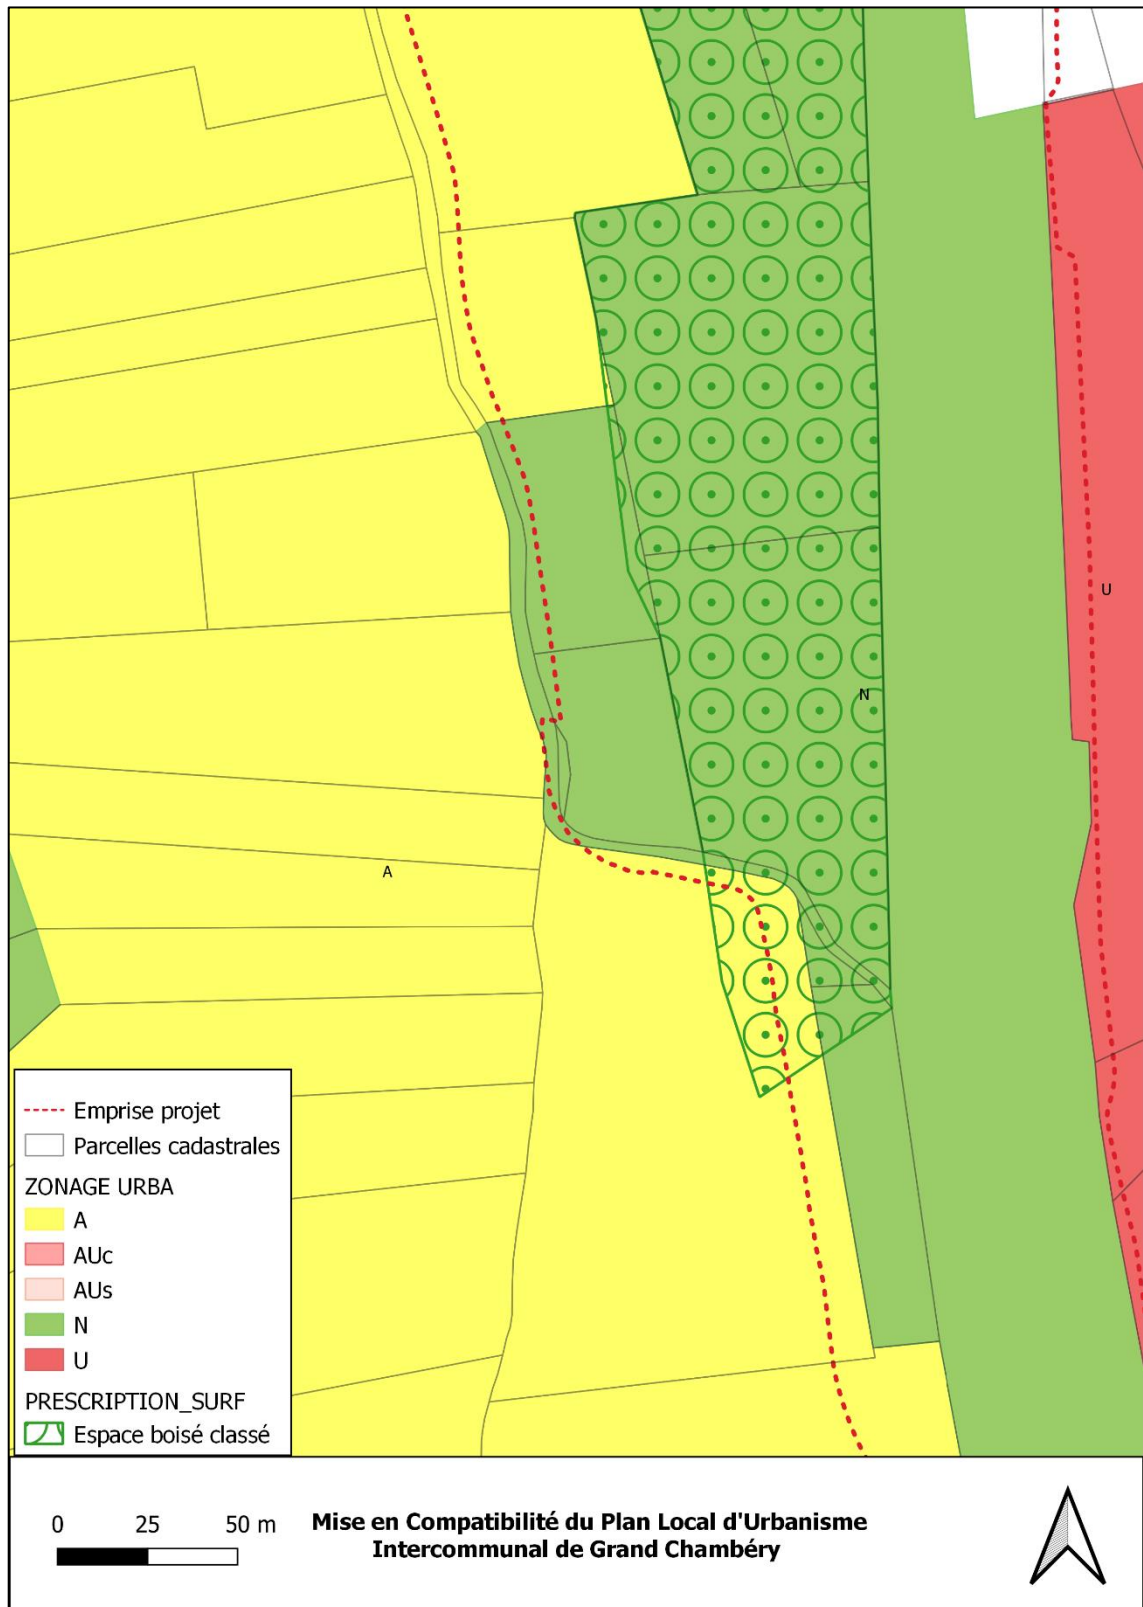 U
N
A
Emprise projet
Parcelles cadastrales
ZONAGE URBA
A
AUc
AUs
N
U
PRESCRIPTION_SURF
Espace boisé classé
0 25 50 m
Mise en Compatibilité du Plan Local d'Urbanisme
Intercommunal de Grand Chambéry